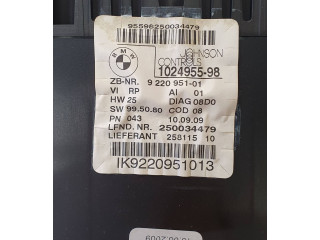 95596250034479
BMW
JOHNSON CONTROLS
1024955-98
ZB-NR. 9 220 951-01
VI RP AI 01
HW 25 DIAG 08D0
SW 99.50.80 COD 08
PN 043 10.09.09
LFND. NR. 250034479
LIEFERANT 258115 10
IK9220951013